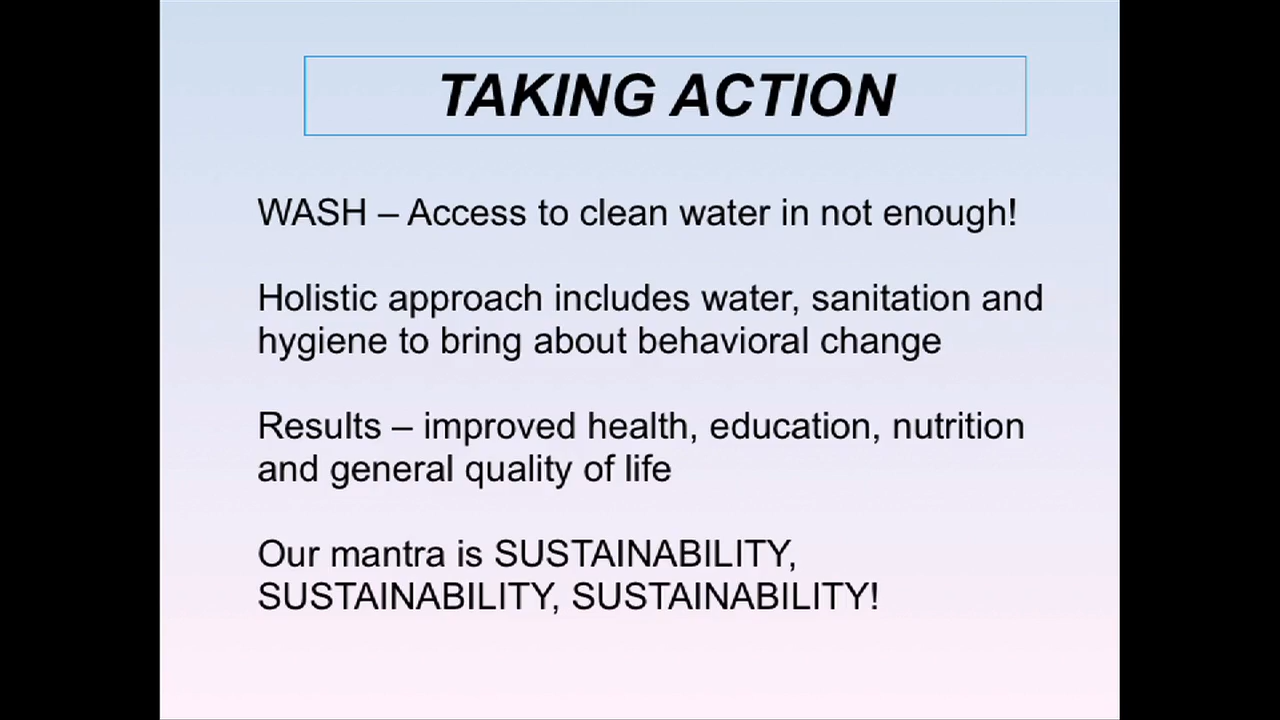 TAKING ACTION
WASH – Access to clean water in not enough!
Holistic approach includes water, sanitation and
hygiene to bring about behavioral change
Results – improved health, education, nutrition
and general quality of life
Our mantra is SUSTAINABILITY,
SUSTAINABILITY, SUSTAINABILITY!